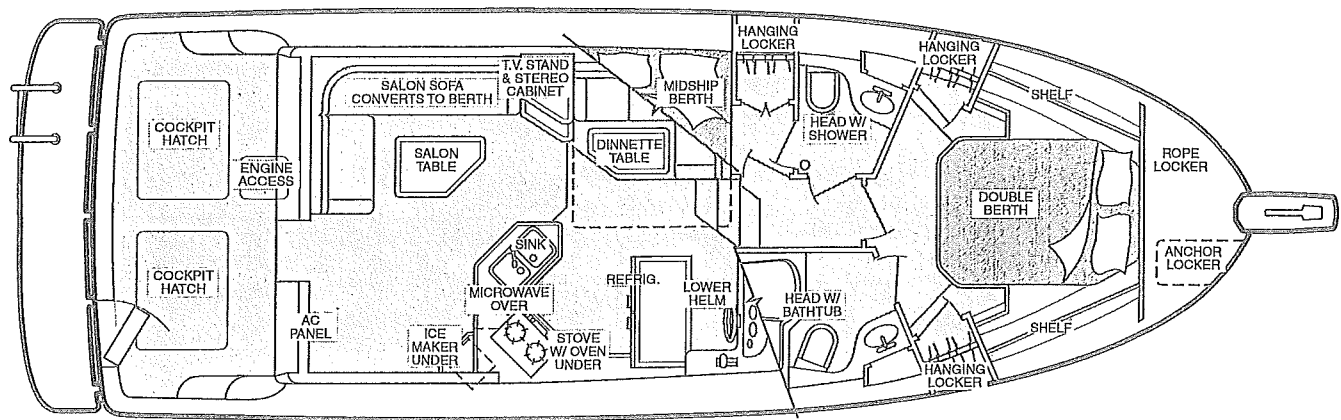 HANGING
LOCKER
HANGING
LOCKER
T.V. STAND
& STEREO
CABINET
SALON SOFA
CONVERTS TO BERTH
MIDSHIP
BERTH
SHELF
COCKPIT
HATCH
HEAD W/
SHOWER
SALON
TABLE
DINNETTE
TABLE
ENGINE
ACCESS
ROPE
LOCKER
DOUBLE
BERTH
SINK
ANCHOR
LOCKER
COCKPIT
HATCH
REFRIG.
LOWER
HELM
MICROWAVE
OVER
HEAD W/
BATHTUB
AC
PANEL
ICE
MAKER
UNDER
STOVE
W/ OVEN
UNDER
SHELF
HANGING
LOCKER